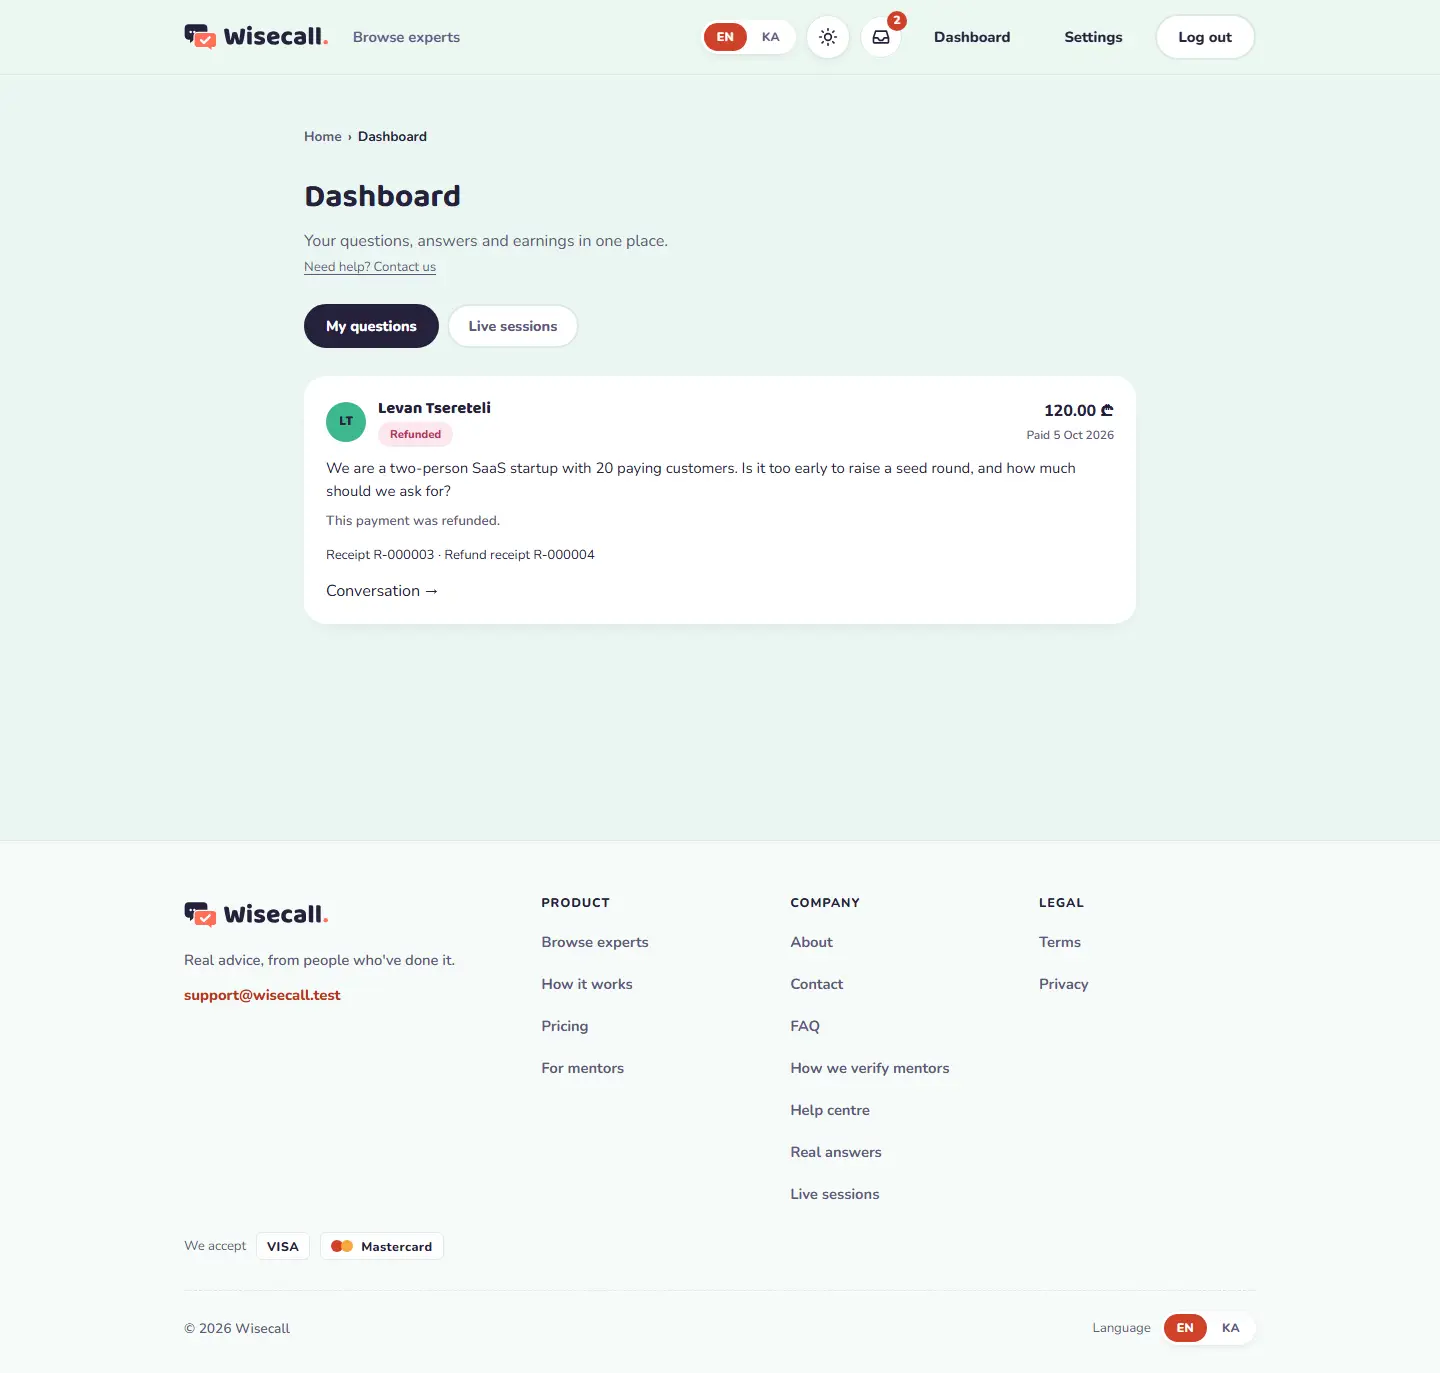 Wisecall.
Browse experts
EN KA
2
Dashboard
Settings
Log out
Home › Dashboard
Dashboard
Your questions, answers and earnings in one place.
Need help? Contact us
My questions
Live sessions
LT
Levan Tsereteli
Refunded
120.00 ₾
Paid 5 Oct 2026
We are a two-person SaaS startup with 20 paying customers. Is it too early to raise a seed round, and how much
should we ask for?
This payment was refunded.
Receipt R-000003 · Refund receipt R-000004
Conversation →
Wisecall.
Real advice, from people who've done it.
support@wisecall.test
PRODUCT
Browse experts
How it works
Pricing
For mentors
COMPANY
About
Contact
FAQ
How we verify mentors
Help centre
Real answers
Live sessions
LEGAL
Terms
Privacy
We accept VISA Mastercard
© 2026 Wisecall
Language EN KA